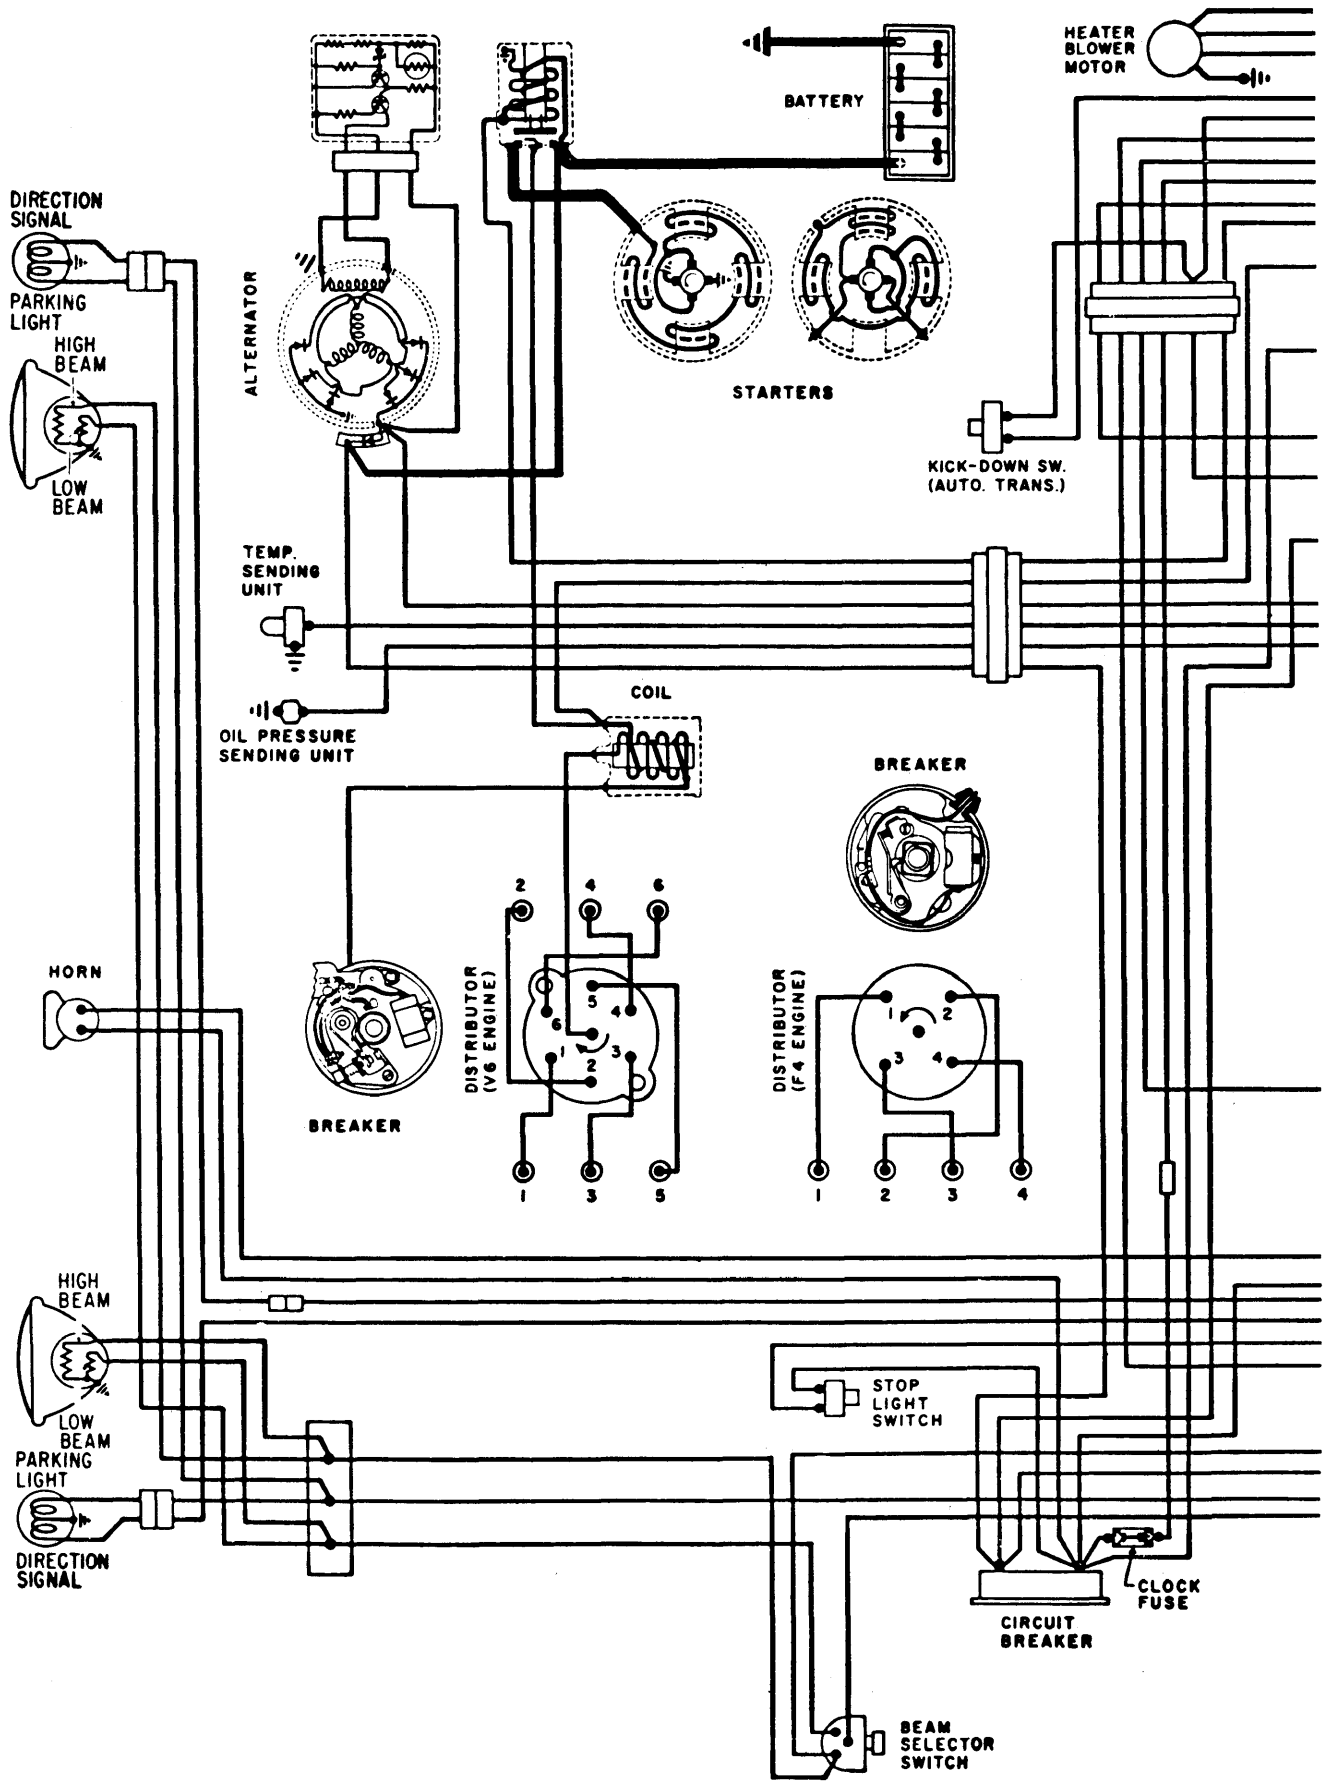 HEATER
BLOWER
MOTOR
BATTERY
DIRECTION
SIGNAL
PARKING
LIGHT
HIGH
BEAM
LOW
BEAM
ALTERNATOR
STARTERS
KICK-DOWN SW.
(AUTO. TRANS.)
TEMP.
SENDING
UNIT
OIL PRESSURE
SENDING UNIT
COIL
BREAKER
2 4 6
HORN
DISTRIBUTOR
(V6 ENGINE)
5
6 4
1 3
2
1 3 5
BREAKER
DISTRIBUTOR
(F4 ENGINE)
1 2
3 4
1 2 3 4
HIGH
BEAM
LOW
BEAM
PARKING
LIGHT
DIRECTION
SIGNAL
STOP
LIGHT
SWITCH
CLOCK
FUSE
CIRCUIT
BREAKER
BEAM
SELECTOR
SWITCH